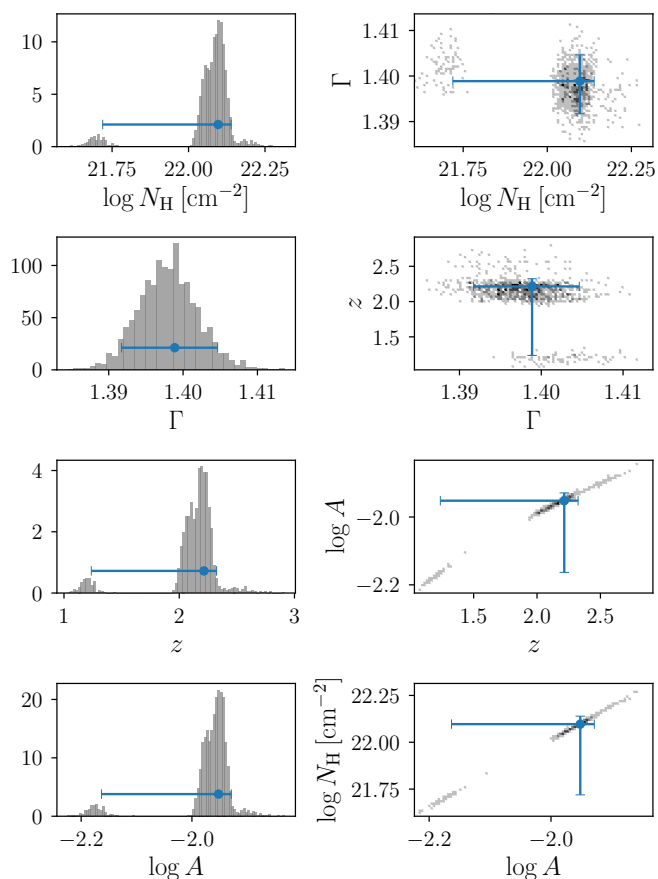 10
5
0
21.75 22.00 22.25
log N_H [cm^{-2}]
1.41
1.40
1.39
Γ
21.75 22.00 22.25
log N_H [cm^{-2}]
100
50
0
1.39 1.40 1.41
Γ
2.5
2.0
1.5
z
1.39 1.40 1.41
Γ
4
2
0
1 2 3
z
−2.0
−2.2
log A
1.5 2.0 2.5
z
20
10
0
−2.2 −2.0
log A
22.25
22.00
21.75
log N_H [cm^{-2}]
−2.2 −2.0
log A